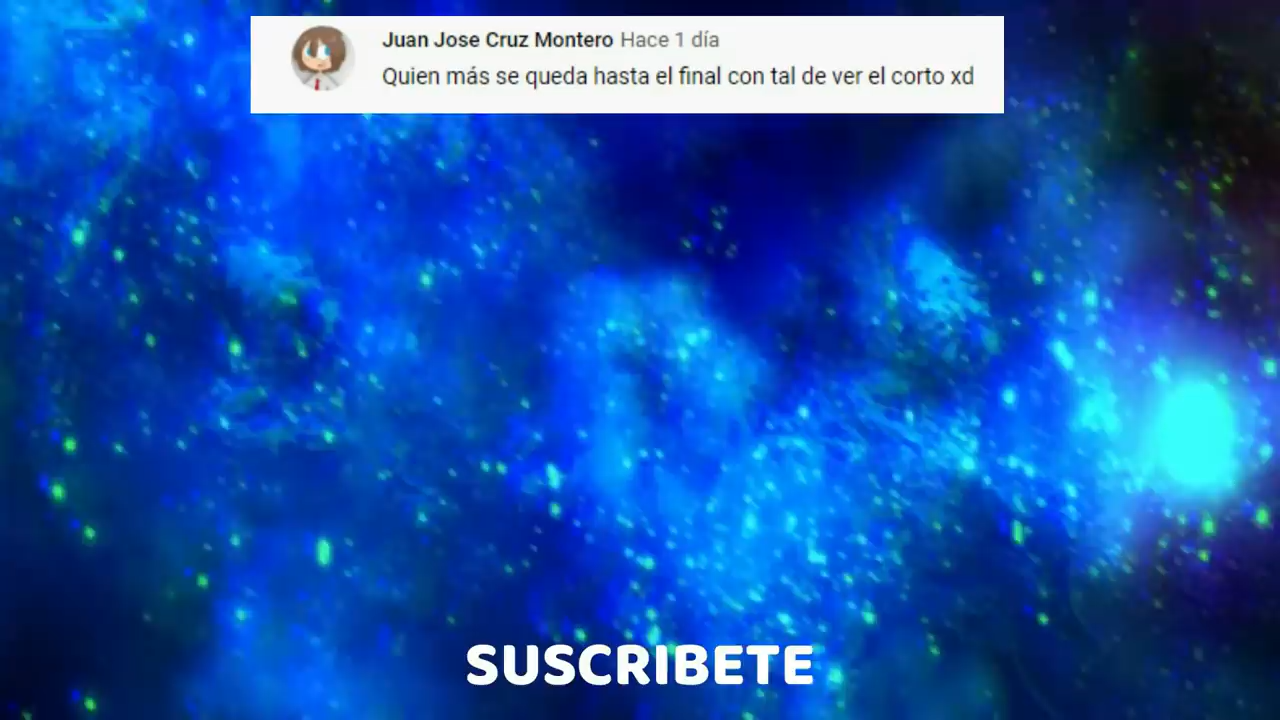 Juan Jose Cruz Montero Hace 1 día
Quien más se queda hasta el final con tal de ver el corto xd
SUSCRIBETE